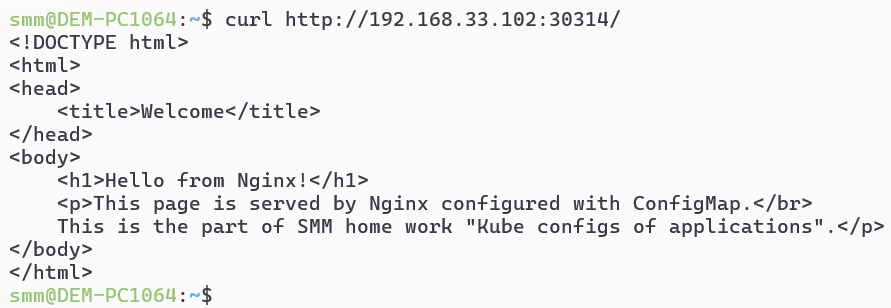 smm@DEM-PC1064:~$ curl http://192.168.33.102:30314/
<!DOCTYPE html>
<html>
<head>
    <title>Welcome</title>
</head>
<body>
    <h1>Hello from Nginx!</h1>
    <p>This page is served by Nginx configured with ConfigMap.</br>
    This is the part of SMM home work "Kube configs of applications".</p>
</body>
</html>
smm@DEM-PC1064:~$